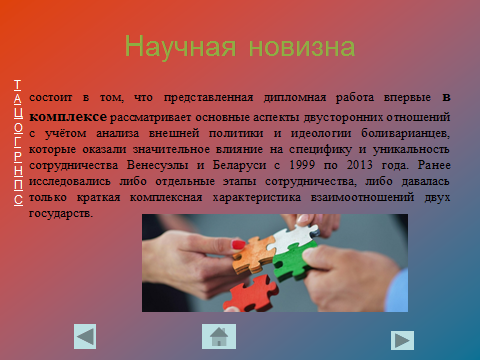 Научная новизна
Т
А
Ц
О
Г
Р
Н
П
С
состоит в том, что представленная дипломная работа впервые в
комплексе рассматривает основные аспекты двусторонних отношений
с учётом анализа внешней политики и идеологии боливарианцев,
которые оказали значительное влияние на специфику и уникальность
сотрудничества Венесуэлы и Беларуси с 1999 по 2013 года. Ранее
исследовались либо отдельные этапы сотрудничества, либо давалась
только краткая комплексная характеристика взаимоотношений двух
государств.